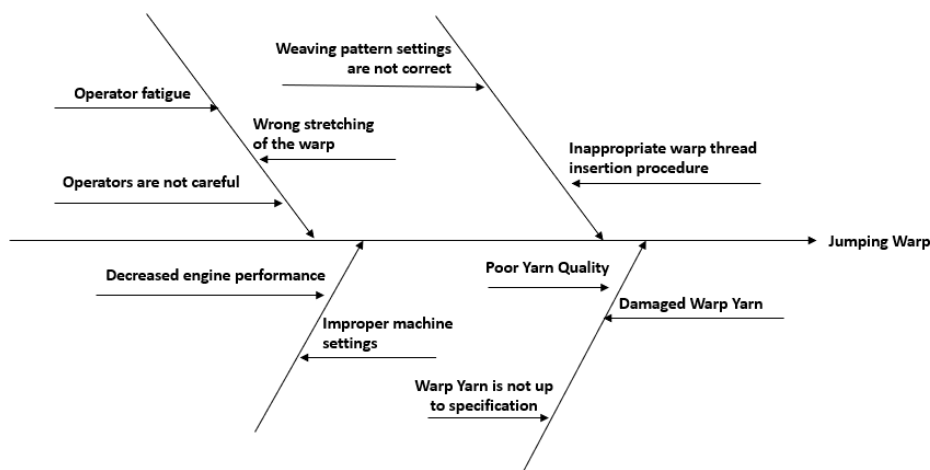 Weaving pattern settings
are not correct
Operator fatigue
Wrong stretching
of the warp
Inappropriate warp thread
insertion procedure
Operators are not careful
Jumping Warp
Decreased engine performance
Poor Yarn Quality
Damaged Warp Yarn
Improper machine
settings
Warp Yarn is not up
to specification